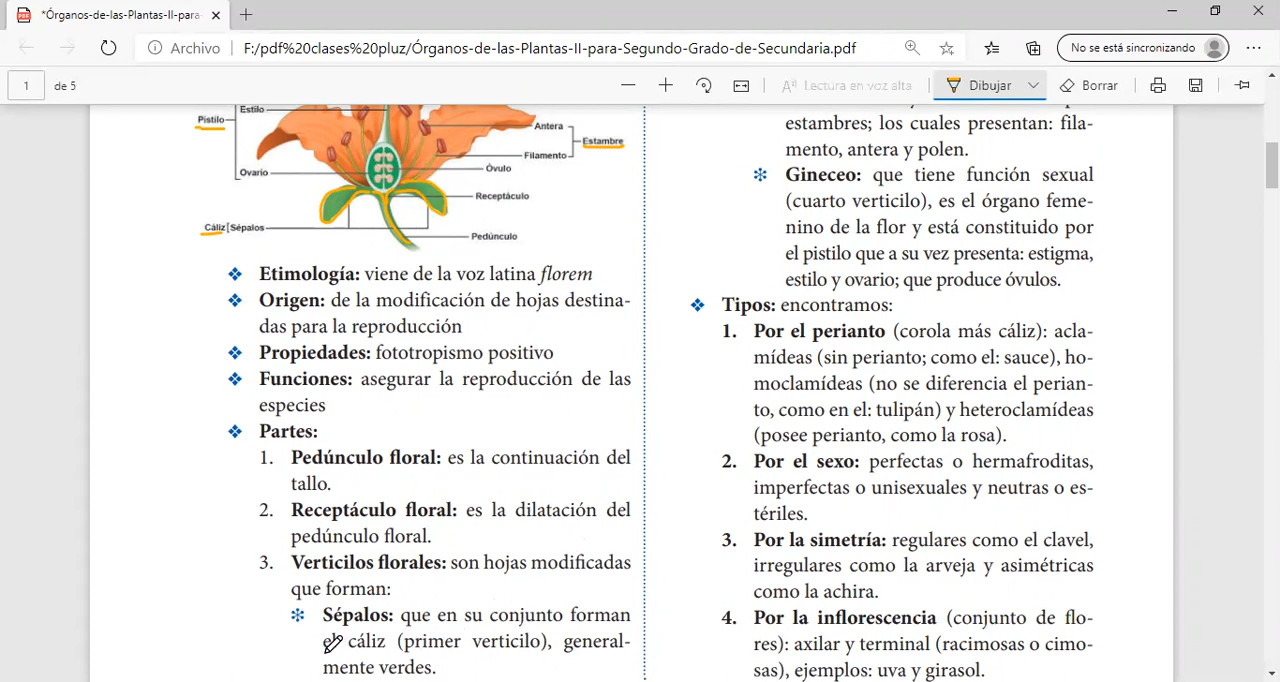 *Órganos-de-las-Plantas-II-para-
Archivo
F:/pdf%20clases%20pluz/Órganos-de-las-Plantas-II-para-Segundo-Grado-de-Secundaria.pdf
No se está sincronizando
1 de 5
Lectura en voz alta
Dibujar
Borrar
Estilo
Pistilo
Antera
Estambre
Filamento
Óvulo
Ovario
Receptáculo
Cáliz[Sépalos
Pedúnculo
❖ Etimología: viene de la voz latina florem
❖ Origen: de la modificación de hojas destina-
das para la reproducción
❖ Propiedades: fototropismo positivo
❖ Funciones: asegurar la reproducción de las
especies
❖ Partes:
1. Pedúnculo floral: es la continuación del
tallo.
2. Receptáculo floral: es la dilatación del
pedúnculo floral.
3. Verticilos florales: son hojas modificadas
que forman:
Sépalos: que en su conjunto forman
cáliz (primer verticilo), general-
mente verdes.
estambres; los cuales presentan: fila-
mento, antera y polen.
Gineceo: que tiene función sexual
(cuarto verticilo), es el órgano feme-
nino de la flor y está constituido por
el pistilo que a su vez presenta: estigma,
estilo y ovario; que produce óvulos.
❖ Tipos: encontramos:
1. Por el perianto (corola más cáliz): acla-
mídeas (sin perianto; como el: sauce), ho-
moclamídeas (no se diferencia el perian-
to, como en el: tulipán) y heteroclamídeas
(posee perianto, como la rosa).
2. Por el sexo: perfectas o hermafroditas,
imperfectas o unisexuales y neutras o es-
tériles.
3. Por la simetría: regulares como el clavel,
irregulares como la arveja y asimétricas
como la achira.
4. Por la inflorescencia (conjunto de flo-
res): axilar y terminal (racimosas o cimo-
sas), ejemplos: uva y girasol.